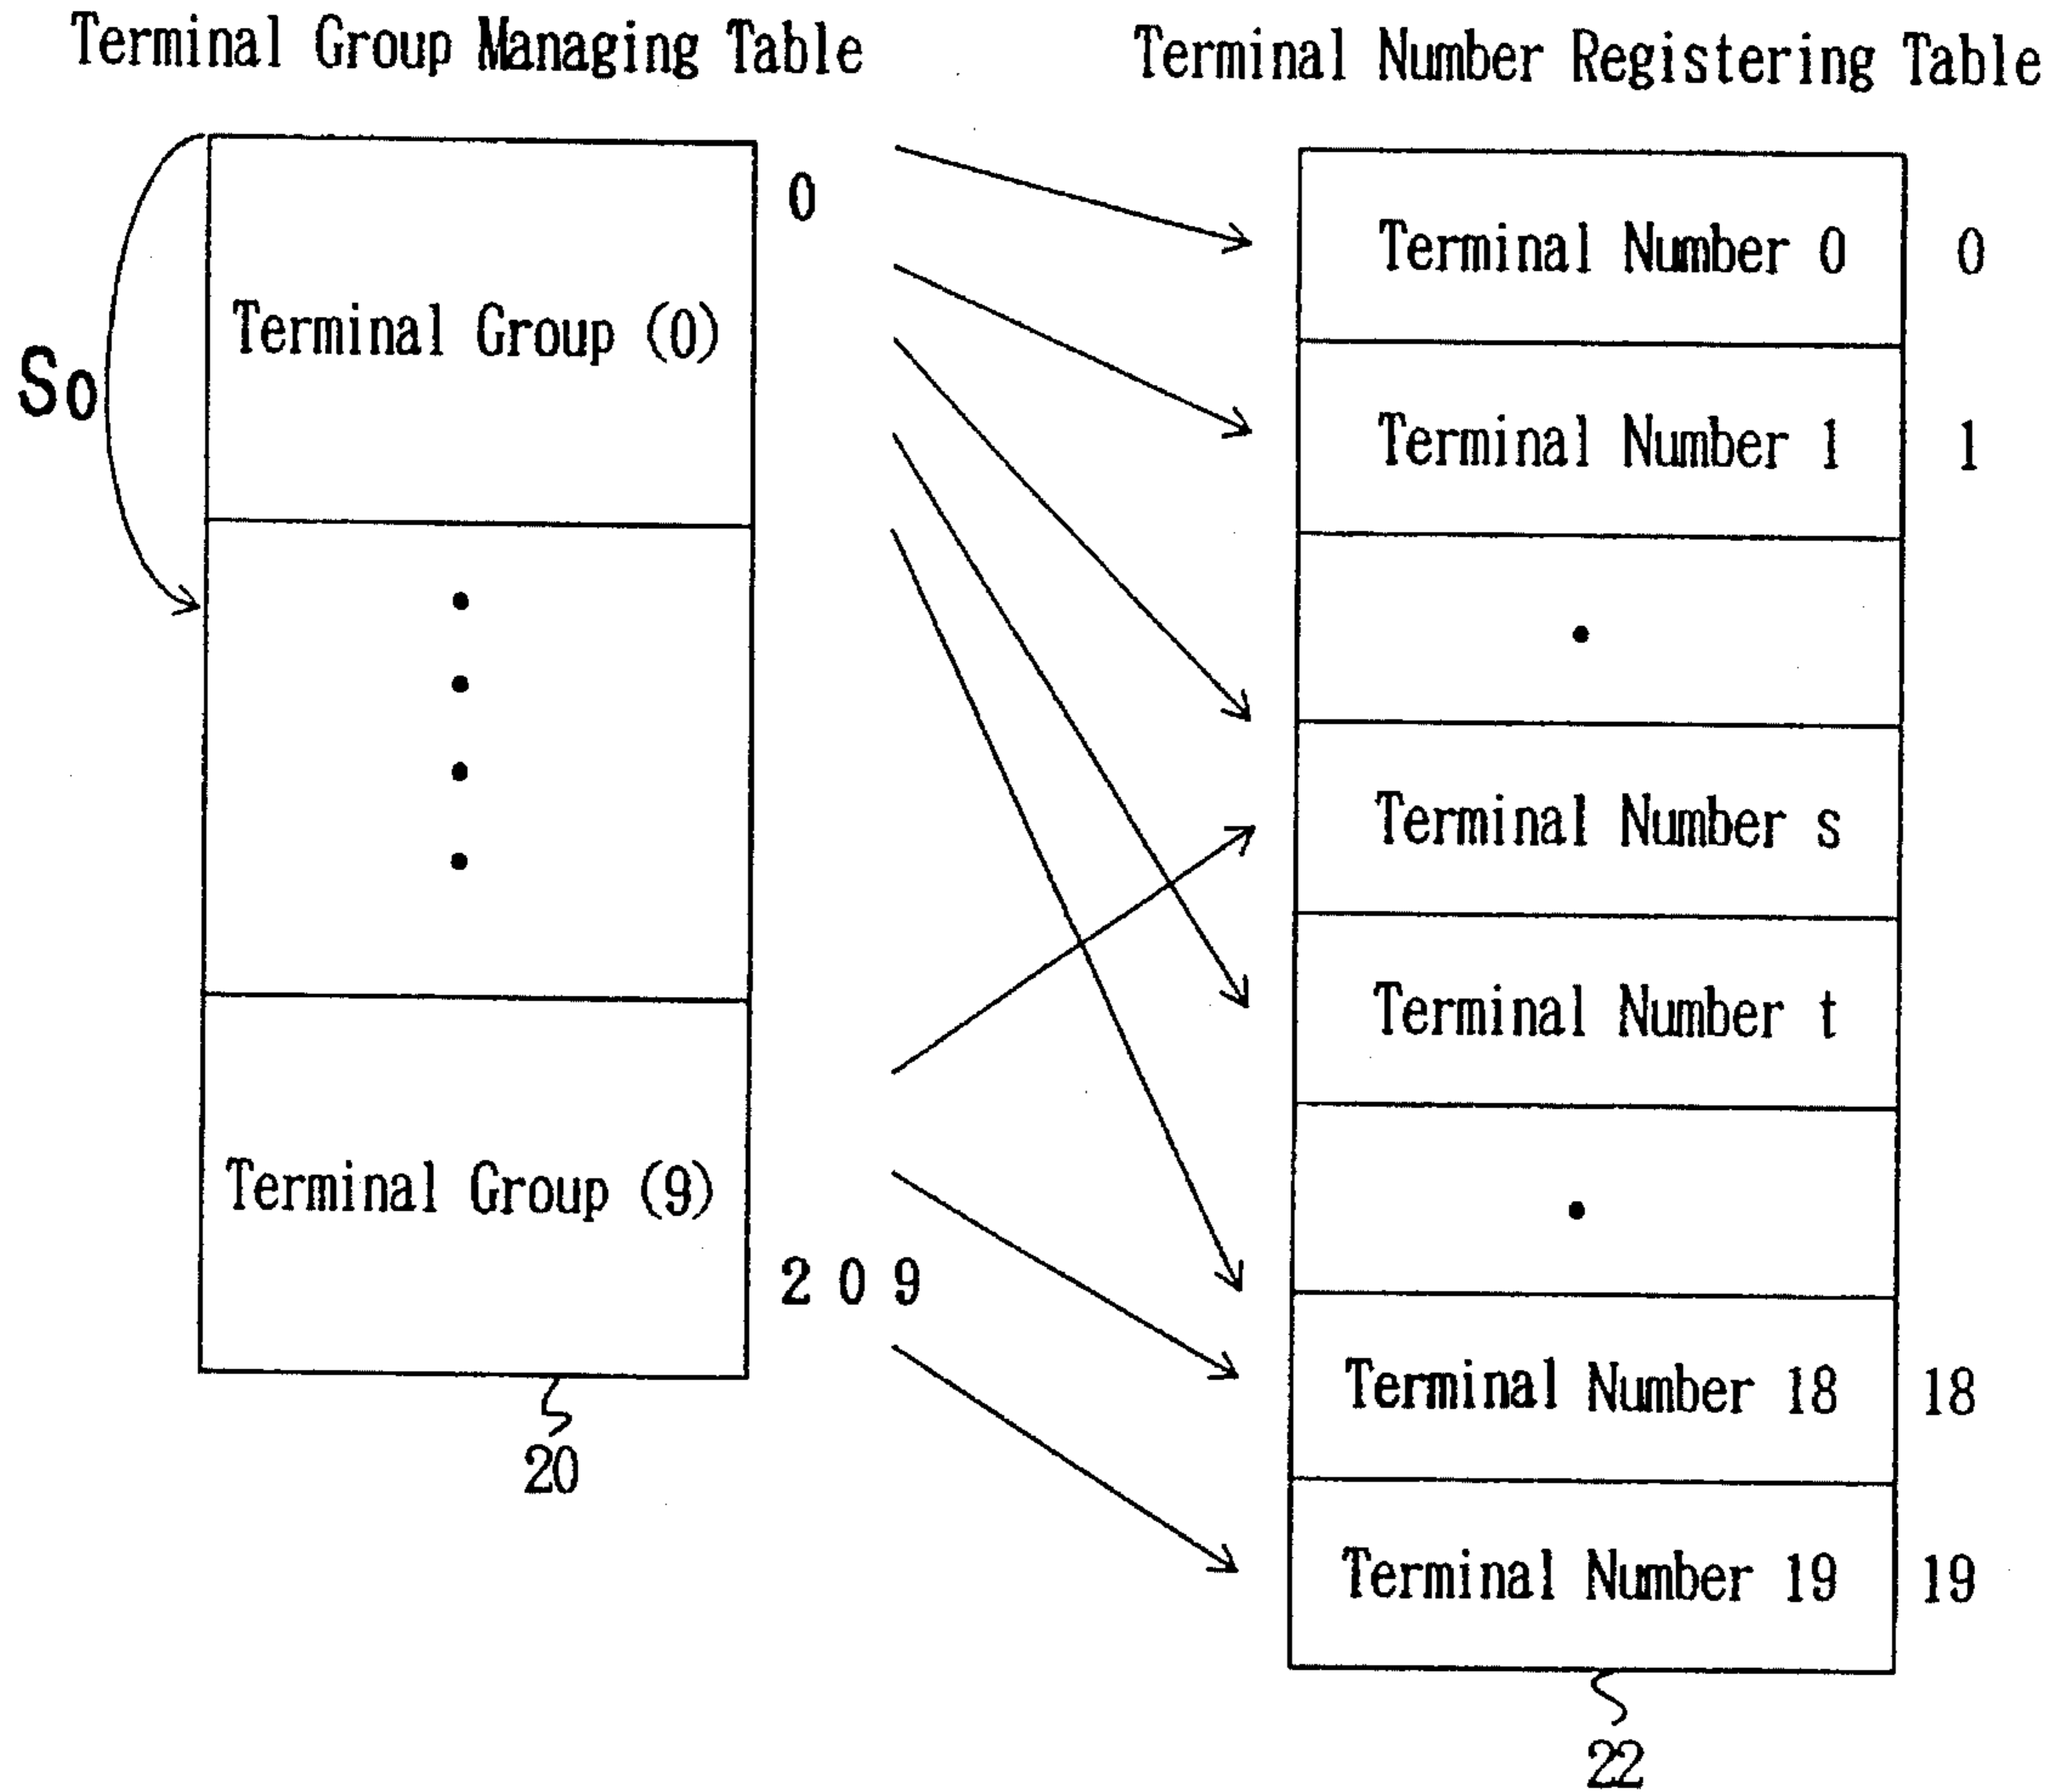 Terminal Group Managing Table
0
Terminal Group (0)
So
Terminal Group (9)
2 0 9
20
Terminal Number Registering Table
Terminal Number 0 0
Terminal Number 1 1
Terminal Number s
Terminal Number t
Terminal Number 18 18
Terminal Number 19 19
22